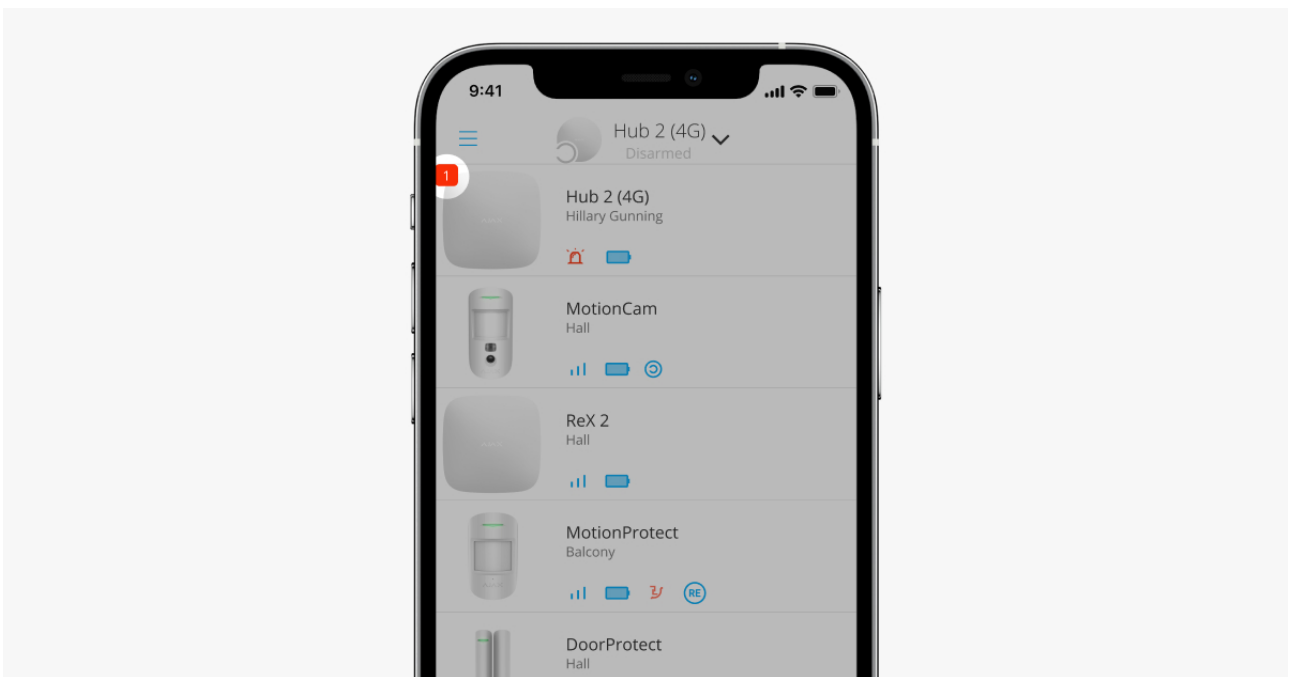 9:41
Hub 2 (4G)
Disarmed
1
Hub 2 (4G)
Hillary Gunning
MotionCam
Hall
ReX 2
Hall
MotionProtect
Balcony
RE
DoorProtect
Hall